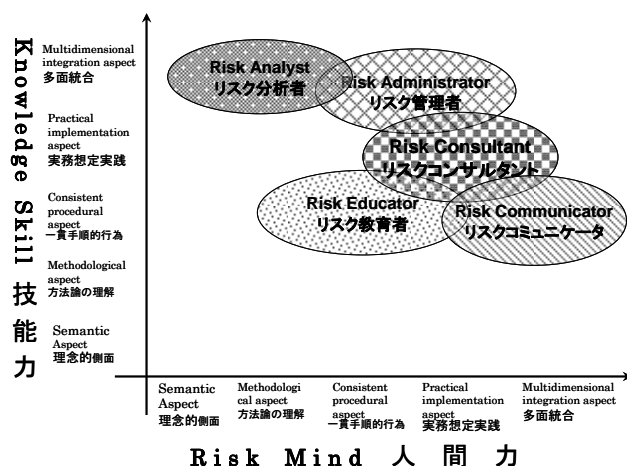 Knowledge Skill 技能力
Multidimensional
integration aspect
多面統合
Practical
implementation
aspect
実務想定実践
Consistent
procedural
aspect
一貫手順的行為
Methodological
aspect
方法論の理解
Semantic
Aspect
理念的側面
Risk Analyst
リスク分析者
Risk Administrator
リスク管理者
Risk Consultant
リスクコンサルタント
Risk Educator
リスク教育者
Risk Communicator
リスクコミュニケータ
Semantic
Aspect
理念的側面
Methodologi
cal aspect
方法論の理解
Consistent
procedural
aspect
一貫手順的行為
Practical
implementation
aspect
実務想定実践
Multidimensional
integration aspect
多面統合
Risk Mind 人間力